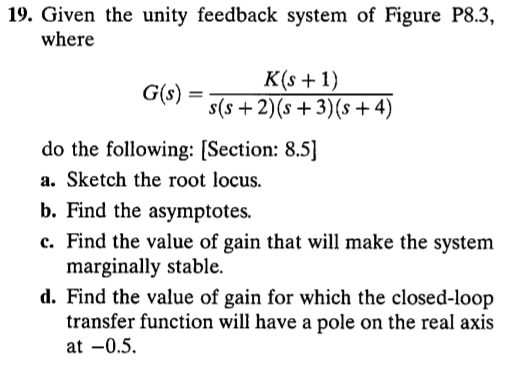 19. Given the unity feedback system of Figure P8.3,
where
G(s) = K(s + 1) / s(s + 2)(s + 3)(s + 4)
do the following: [Section: 8.5]
a. Sketch the root locus.
b. Find the asymptotes.
c. Find the value of gain that will make the system
marginally stable.
d. Find the value of gain for which the closed-loop
transfer function will have a pole on the real axis
at −0.5.